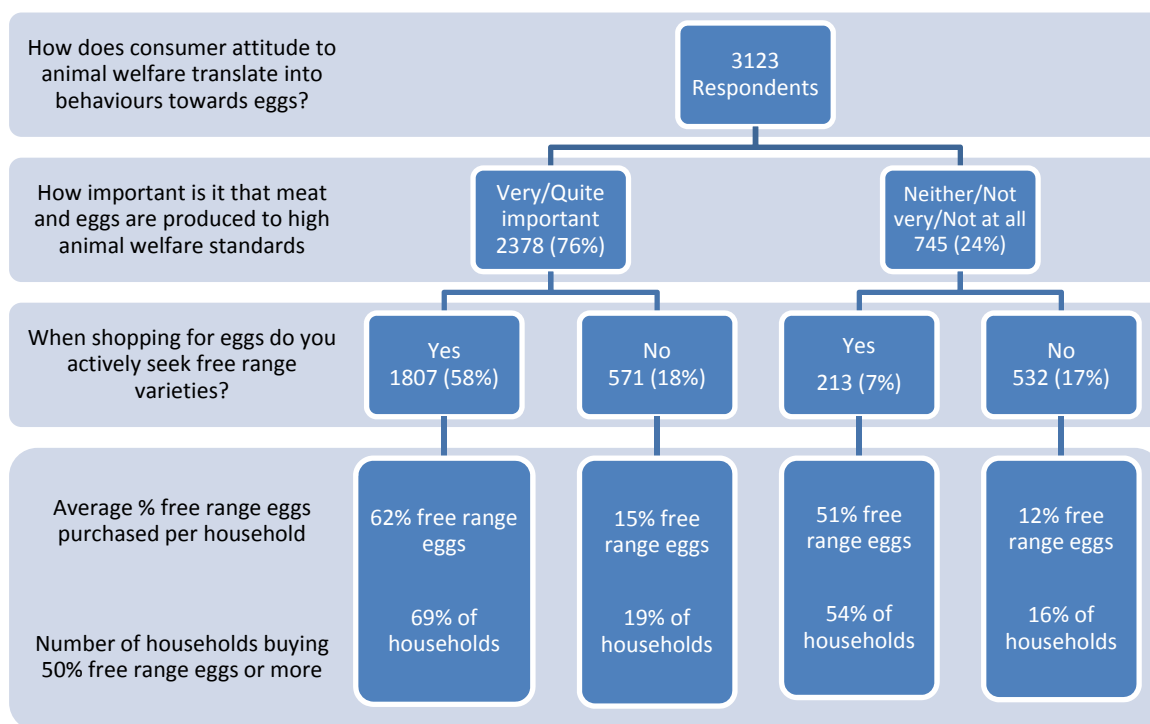 How does consumer attitude to
animal welfare translate into
behaviours towards eggs?
3123
Respondents
How important is it that meat
and eggs are produced to high
animal welfare standards
Very/Quite
important
2378 (76%)
Neither/Not
very/Not at all
745 (24%)
When shopping for eggs do you
actively seek free range
varieties?
Yes
1807 (58%)
No
571 (18%)
Yes
213 (7%)
No
532 (17%)
Average % free range eggs
purchased per household
62% free range
eggs
15% free
range eggs
51% free
range eggs
12% free
range eggs
Number of households buying
50% free range eggs or more
69% of
households
19% of
households
54% of
households
16% of
households